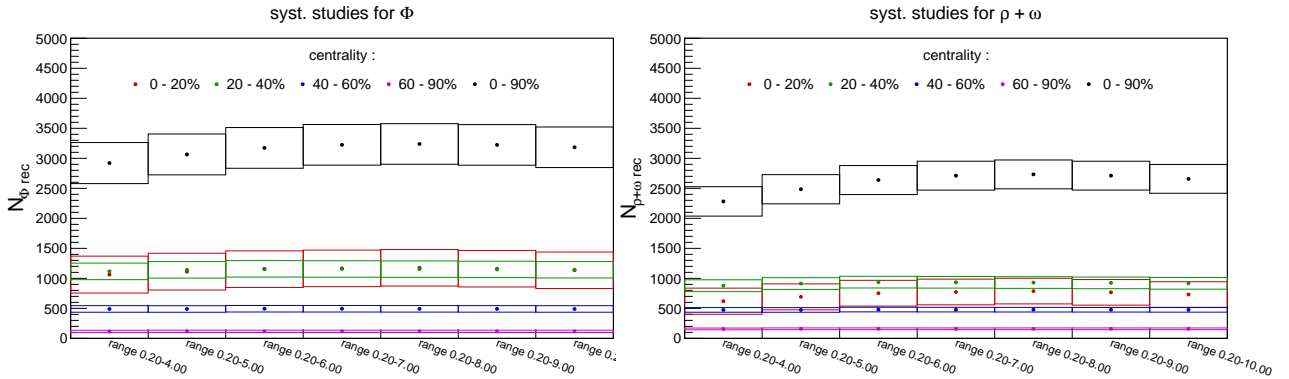 syst. studies for Φ
N Φ rec
5000
4500
4000
3500
3000
2500
2000
1500
1000
500
0
centrality :
0 - 20%
20 - 40%
40 - 60%
60 - 90%
0 - 90%
range 0.20-4.00
range 0.20-5.00
range 0.20-6.00
range 0.20-7.00
range 0.20-8.00
range 0.20-9.00
range 0.2
syst. studies for ρ + ω
N ρ+ω rec
5000
4500
4000
3500
3000
2500
2000
1500
1000
500
0
centrality :
0 - 20%
20 - 40%
40 - 60%
60 - 90%
0 - 90%
range 0.20-4.00
range 0.20-5.00
range 0.20-6.00
range 0.20-7.00
range 0.20-8.00
range 0.20-9.00
range 0.20-10.00